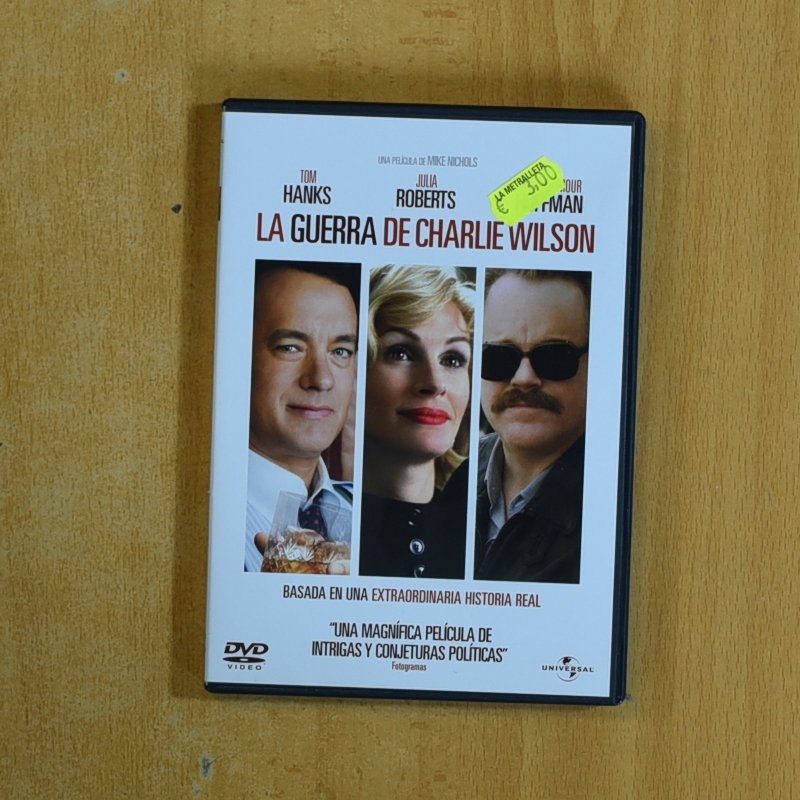 UNA PELÍCULA DE MIKE NICHOLS
TOM
HANKS
JULIA
ROBERTS
LA METRALLETA
€ 3,00
LA GUERRA DE CHARLIE WILSON
BASADA EN UNA EXTRAORDINARIA HISTORIA REAL
"UNA MAGNÍFICA PELÍCULA DE
INTRIGAS Y CONJETURAS POLÍTICAS"
Fotogramas
DVD
VIDEO
UNIVERSAL